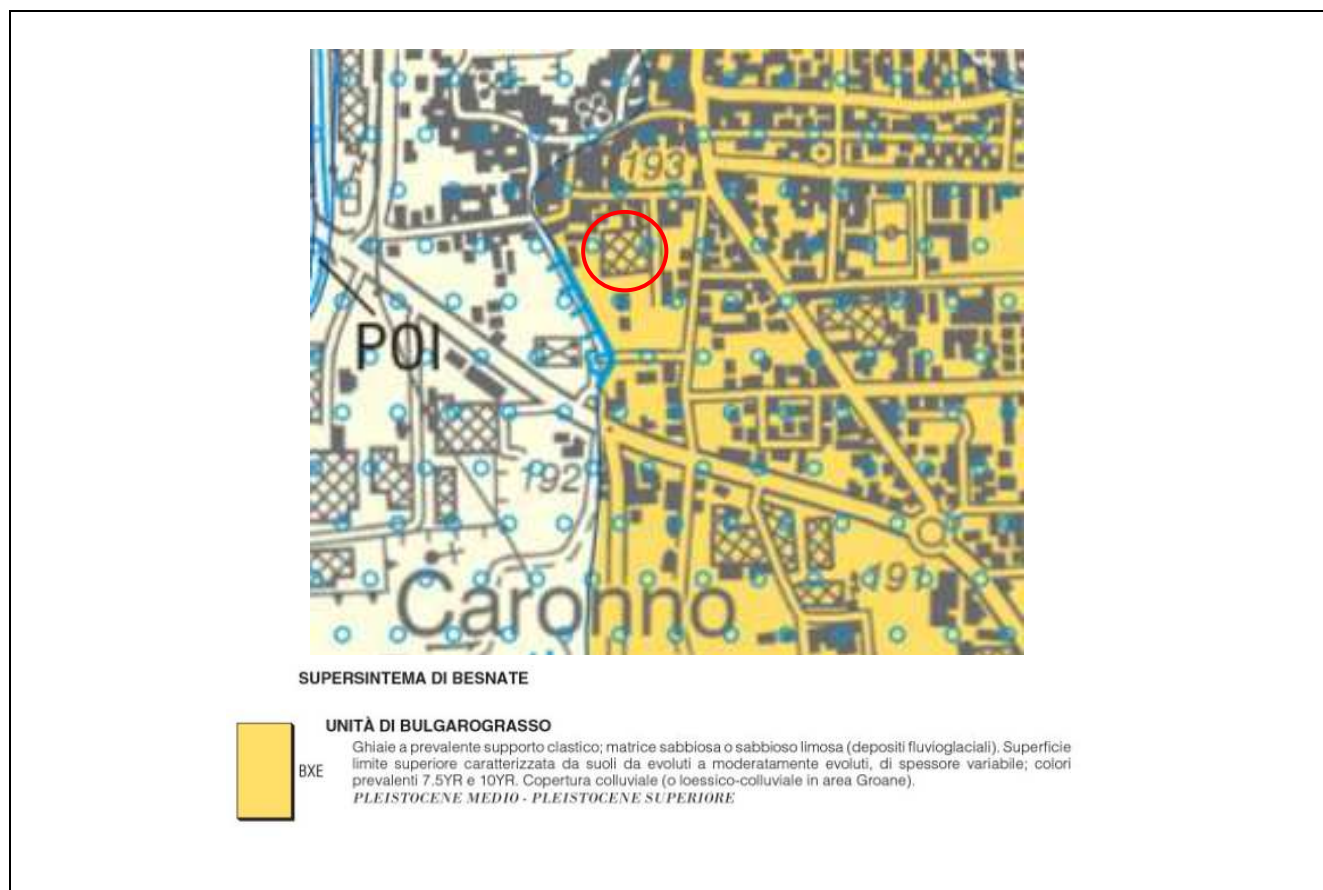 193
POI
192
191
Caronno
SUPERSINTEMA DI BESNATE
UNITÀ DI BULGAROGRASSO
Ghiaie a prevalente supporto clastico; matrice sabbiosa o sabbioso limosa (depositi fluvioglaciali). Superficie
limite superiore caratterizzata da suoli da evoluti a moderatamente evoluti, di spessore variabile; colori
BXE
prevalenti 7.5YR e 10YR. Copertura colluviale (o loessico-colluviale in area Groane).
PLEISTOCENE MEDIO - PLEISTOCENE SUPERIORE